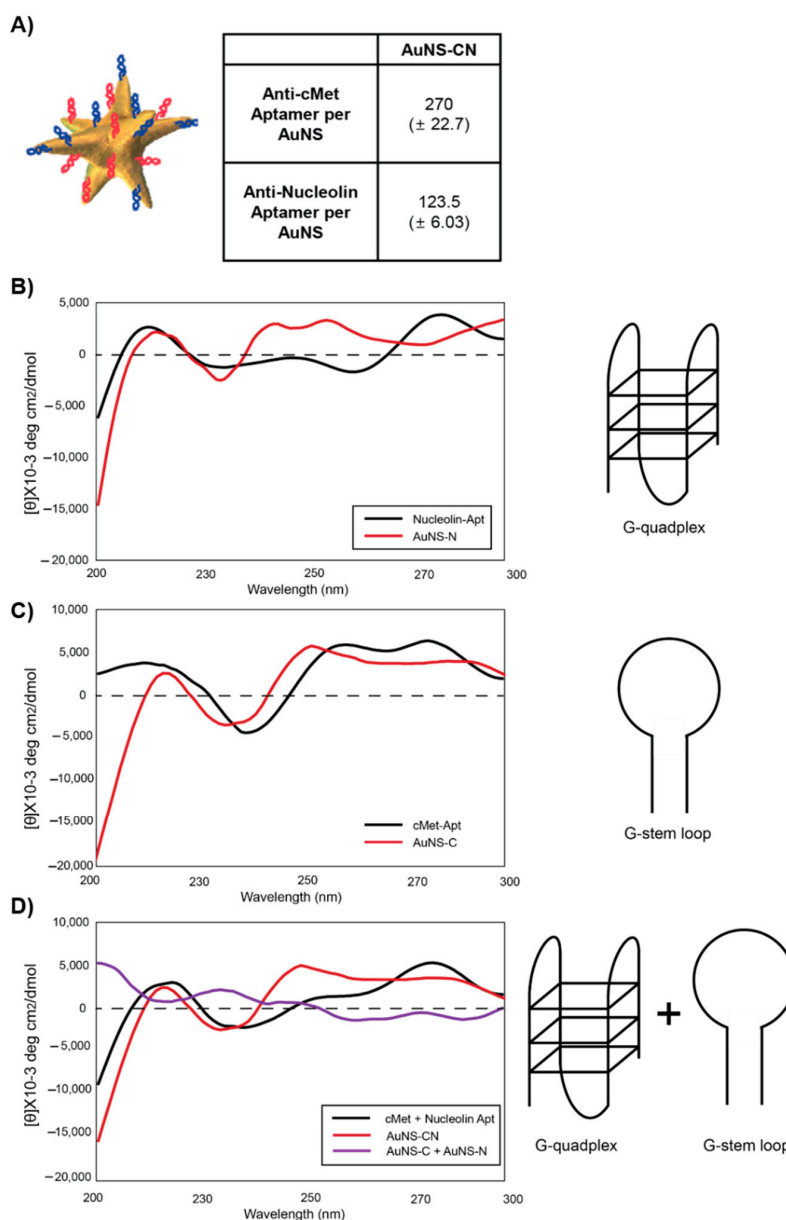 A)
AuNS-CN
Anti-cMet
Aptamer per
AuNS
270
(± 22.7)
Anti-Nucleolin
Aptamer per
AuNS
123.5
(± 6.03)
B)
[θ]X10-3 deg cm2/dmol
5,000
0
−5,000
−10,000
−15,000
−20,000
200
230
250
270
300
Wavelength (nm)
Nucleolin-Apt
AuNS-N
G-quadplex
C)
[θ]X10-3 deg cm2/dmol
10,000
5,000
0
−5,000
−10,000
−15,000
−20,000
200
230
250
270
300
Wavelength (nm)
cMet-Apt
AuNS-C
G-stem loop
D)
[θ]X10-3 deg cm2/dmol
10,000
5,000
0
−5,000
−10,000
−15,000
−20,000
200
230
250
270
300
Wavelength (nm)
cMet + Nucleolin Apt
AuNS-CN
AuNS-C + AuNS-N
+
G-quadplex
G-stem loop